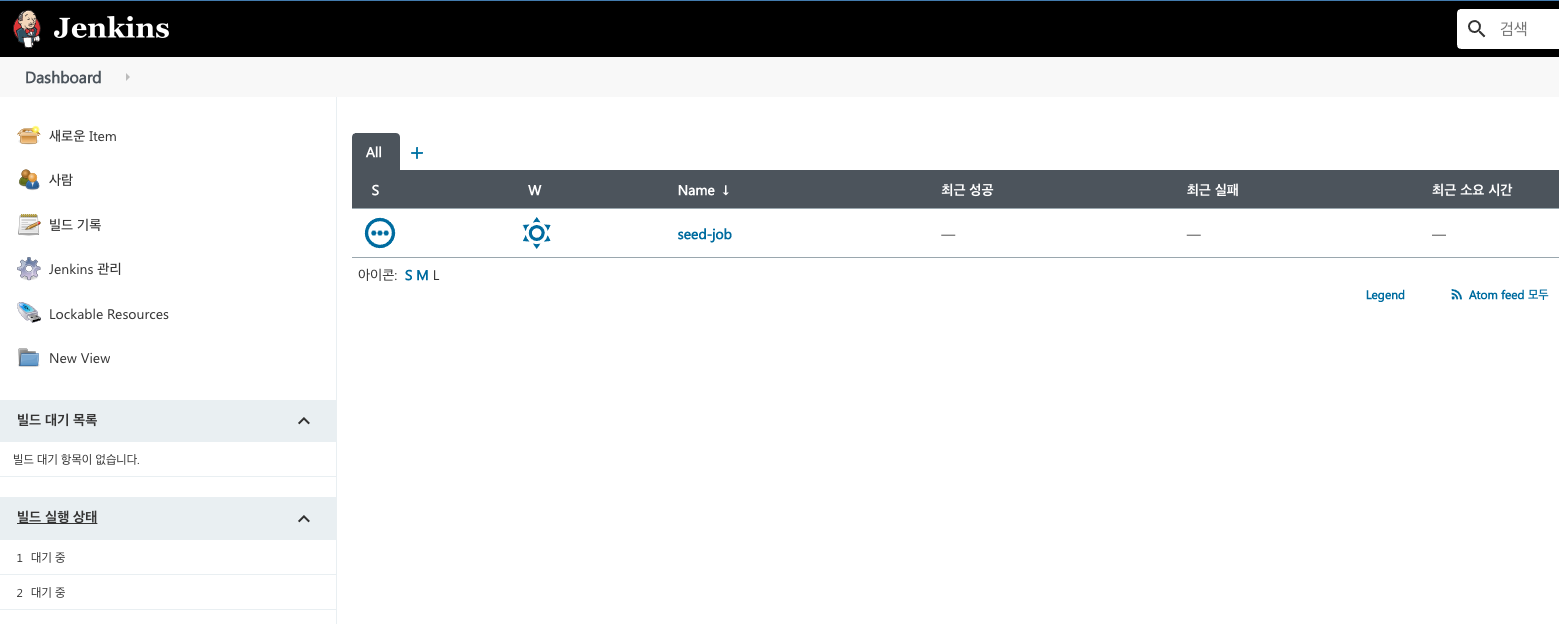 Jenkins
검색
Dashboard
새로운 Item
사람
빌드 기록
Jenkins 관리
Lockable Resources
New View
빌드 대기 목록
빌드 대기 항목이 없습니다.
빌드 실행 상태
1 대기 중
2 대기 중
All +
S W Name ↓ 최근 성공 최근 실패 최근 소요 시간
seed-job — — —
아이콘: S M L
Legend Atom feed 모두